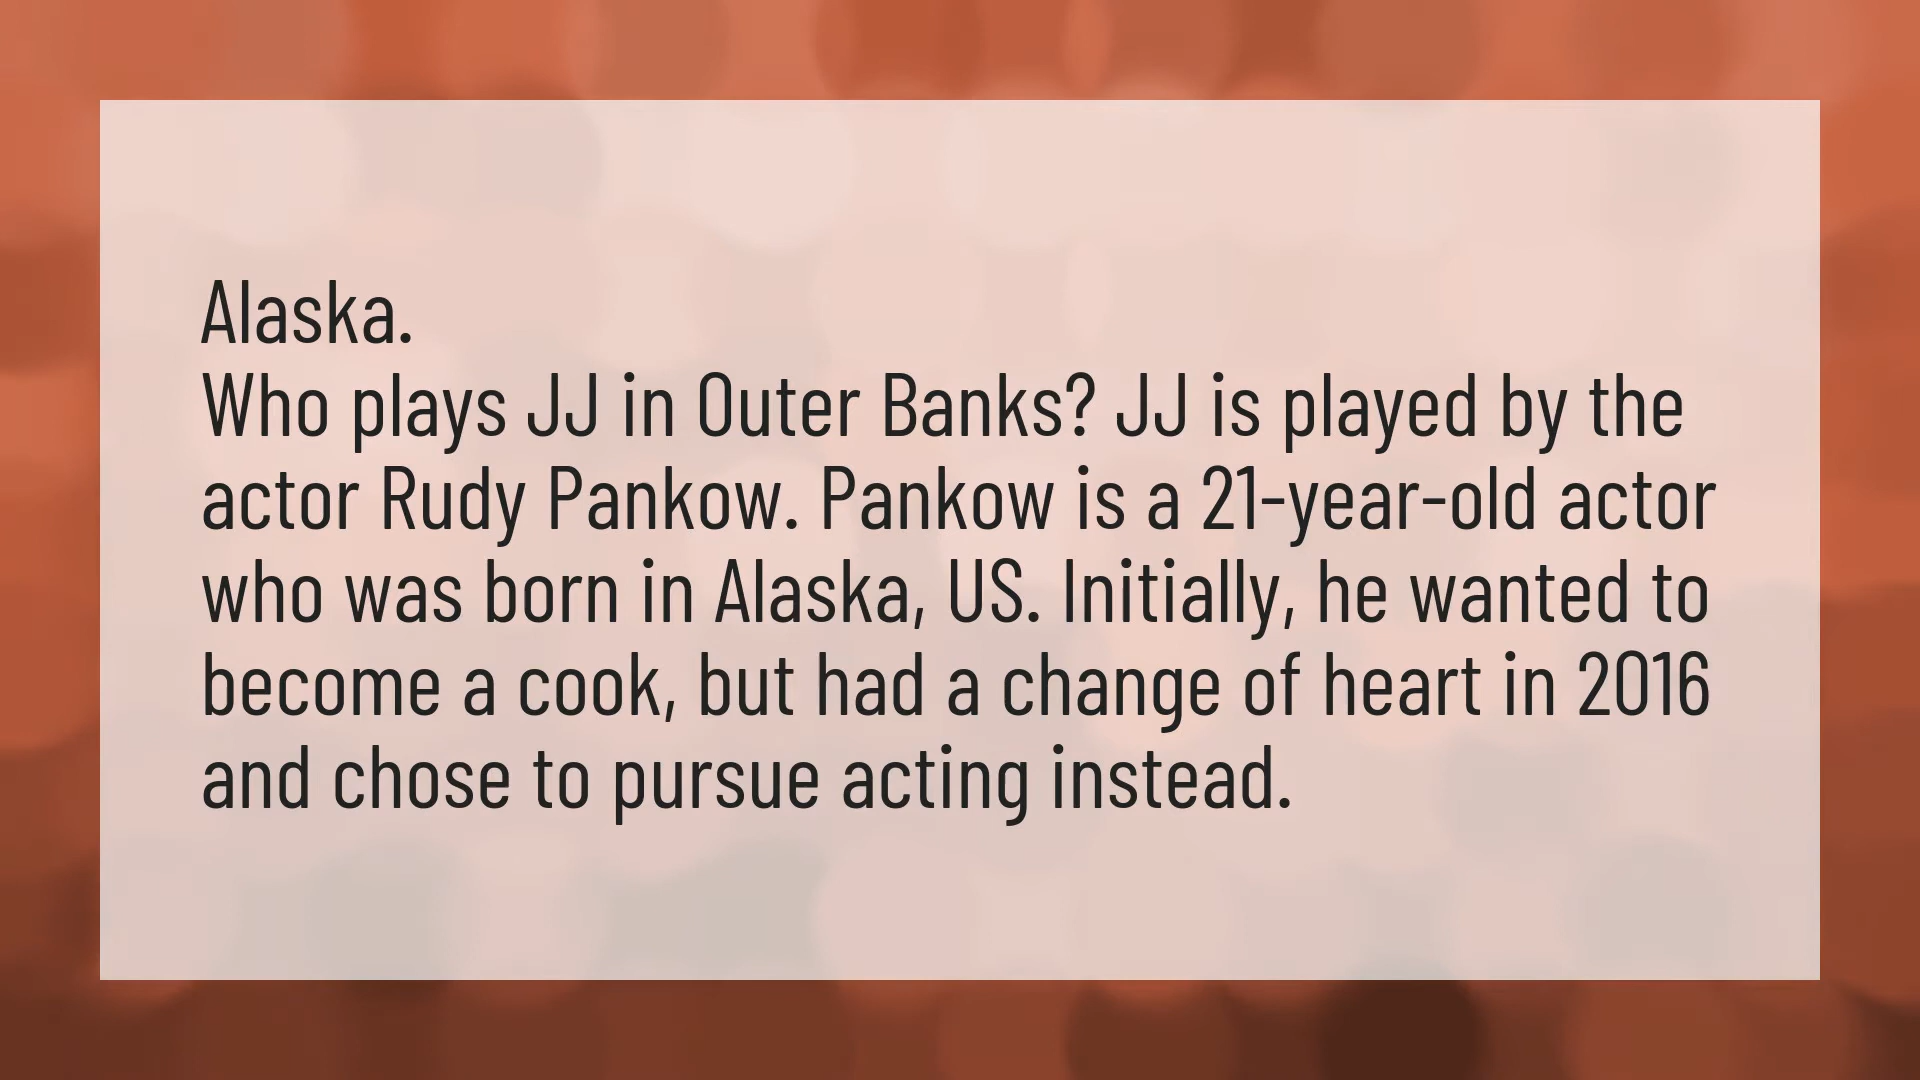 Alaska.
Who plays JJ in Outer Banks? JJ is played by the
actor Rudy Pankow. Pankow is a 21-year-old actor
who was born in Alaska, US. Initially, he wanted to
become a cook, but had a change of heart in 2016
and chose to pursue acting instead.